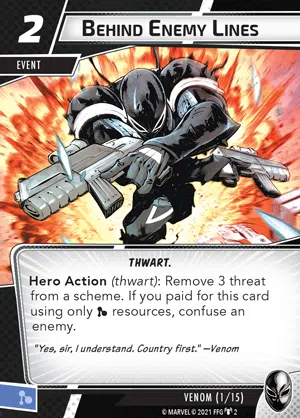 2
BEHIND ENEMY LINES
EVENT
THWART.
Hero Action (thwart): Remove 3 threat
from a scheme. If you paid for this card
using only resources, confuse an
enemy.
"Yes, sir, I understand. Country first." —Venom
VENOM (1/15)
© MARVEL © 2021 FFG 2